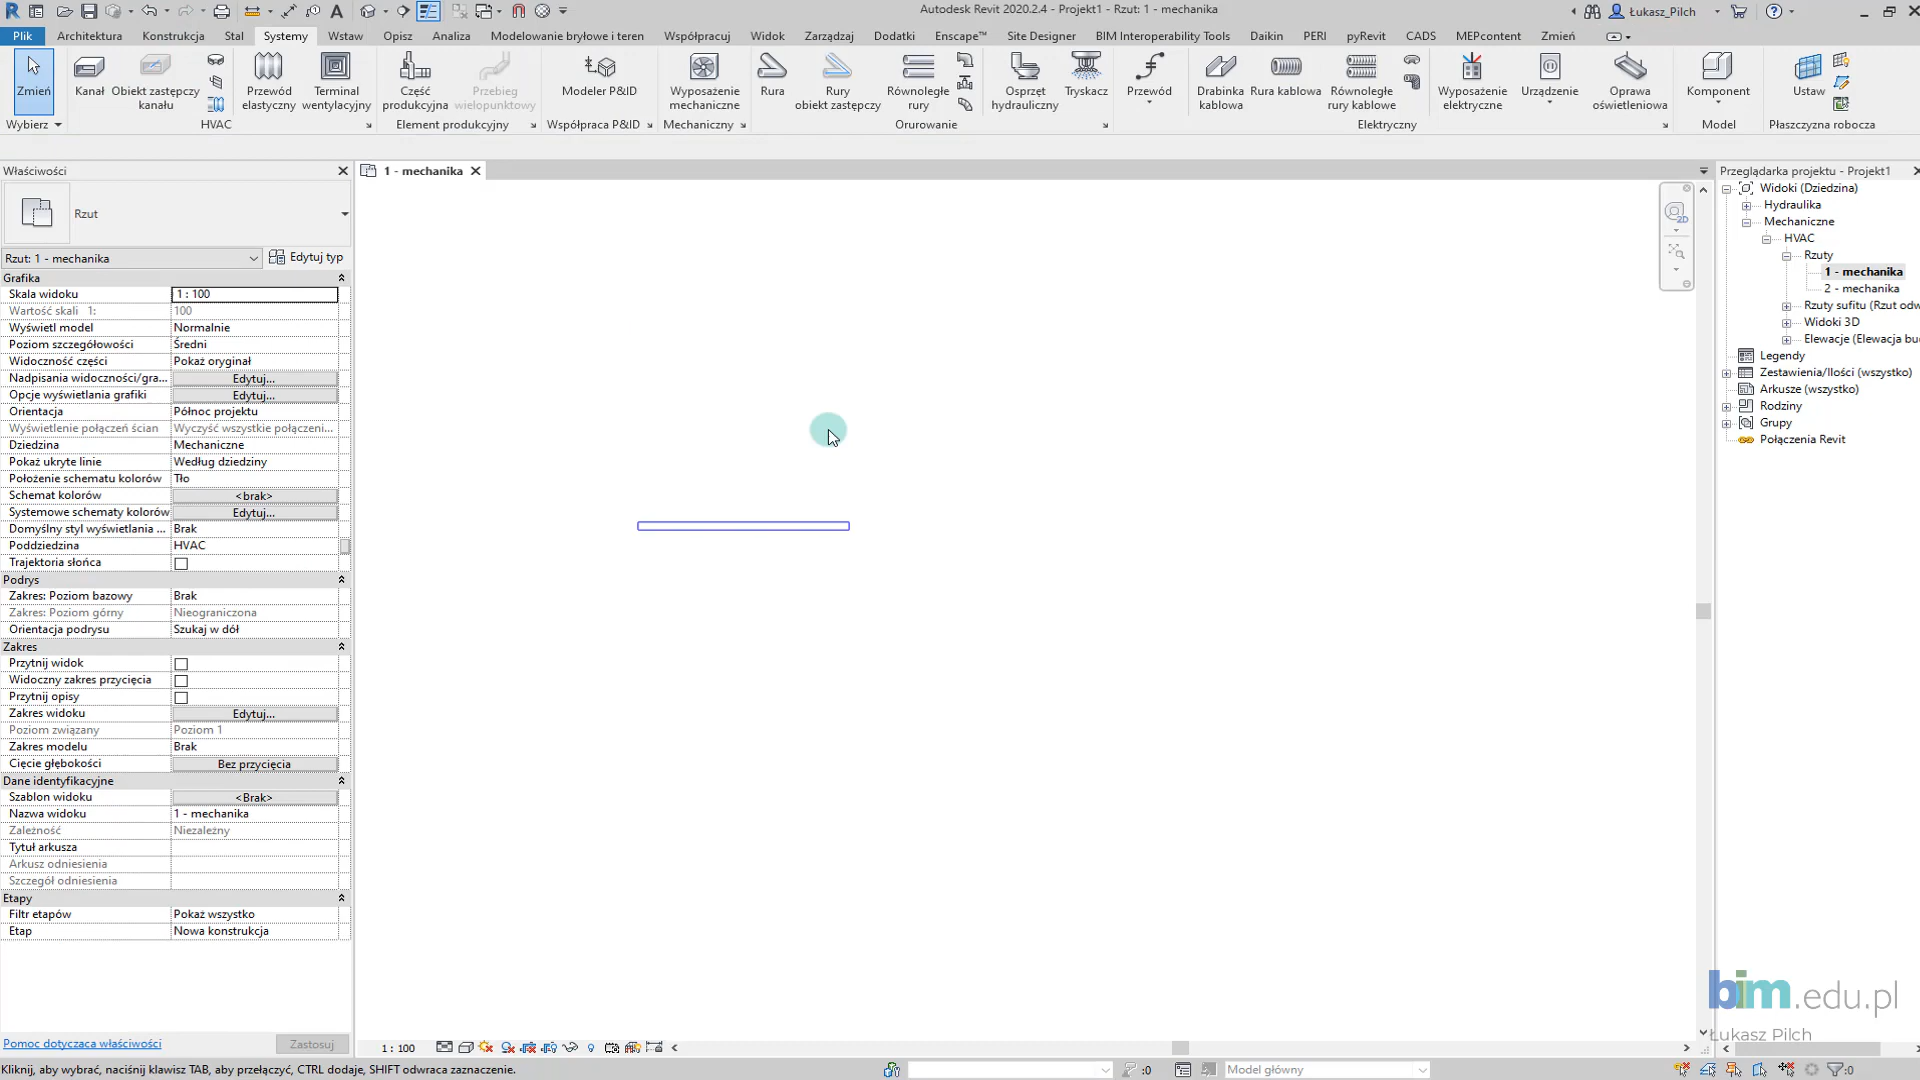 Autodesk Revit 2020.2.4 - Projekt1 - Rzut: 1 - mechanika
Łukasz_Pilch
Plik Architektura Konstrukcja Stal Systemy Wstaw Opisz Analiza Modelowanie bryłowe i teren Współpracuj Widok Zarządzaj Dodatki Enscape™ Site Designer BIM Interoperability Tools Daikin PERI pyRevit CADS MEPcontent Zmień
Zmień
Kanał
Obiekt zastępczy kanału
Przewód elastyczny
Terminal wentylacyjny
Część produkcyjna
Przebieg wielopunktowy
Modeler P&ID
Wyposażenie mechaniczne
Rura
Rury obiekt zastępczy
Równoległe rury
Osprzęt hydrauliczny
Tryskacz
Przewód
Drabinka kablowa
Rura kablowa
Równoległe rury kablowe
Wyposażenie elektryczne
Urządzenie
Oprawa oświetleniowa
Komponent
Ustaw
Wybierz HVAC Element produkcyjny Współpraca P&ID Mechaniczny Orurowanie Elektryczny Model Płaszczyzna robocza
Właściwości
Rzut
Rzut: 1 - mechanika Edytuj typ
Grafika
Skala widoku 1 : 100
Wartość skali 1: 100
Wyświetl model Normalnie
Poziom szczegółowości Średni
Widoczność części Pokaż oryginał
Nadpisania widoczności/gra... Edytuj...
Opcje wyświetlania grafiki Edytuj...
Orientacja Północ projektu
Wyświetlenie połączeń ścian Wyczyść wszystkie połączeni...
Dziedzina Mechaniczne
Pokaż ukryte linie Według dziedziny
Położenie schematu kolorów Tło
Schemat kolorów <brak>
Systemowe schematy kolorów Edytuj...
Domyślny styl wyświetlania ... Brak
Poddziedzina HVAC
Trajektoria słońca
Podrys
Zakres: Poziom bazowy Brak
Zakres: Poziom górny Nieograniczona
Orientacja podrysu Szukaj w dół
Zakres
Przytnij widok
Widoczny zakres przycięcia
Przytnij opisy
Zakres widoku Edytuj...
Poziom związany Poziom 1
Zakres modelu Brak
Cięcie głębokości Bez przycięcia
Dane identyfikacyjne
Szablon widoku <Brak>
Nazwa widoku 1 - mechanika
Zależność Niezależny
Tytuł arkusza
Arkusz odniesienia
Szczegół odniesienia
Etapy
Filtr etapów Pokaż wszystko
Etap Nowa konstrukcja
Pomoc dotycząca właściwości Zastosuj
1 - mechanika
2D
Przeglądarka projektu - Projekt1
Widoki (Dziedzina)
Hydraulika
Mechaniczne
HVAC
Rzuty
1 - mechanika
2 - mechanika
Rzuty sufitu (Rzut odw
Widoki 3D
Elewacje (Elewacja bu
Legendy
Zestawienia/Ilości (wszystko)
Arkusze (wszystko)
Rodziny
Grupy
Połączenia Revit
bim.edu.pl
Łukasz Pilch
1 : 100
Kliknij, aby wybrać, naciśnij klawisz TAB, aby przełączyć, CTRL dodaje, SHIFT odwraca zaznaczenie.
:0
Model główny
:0